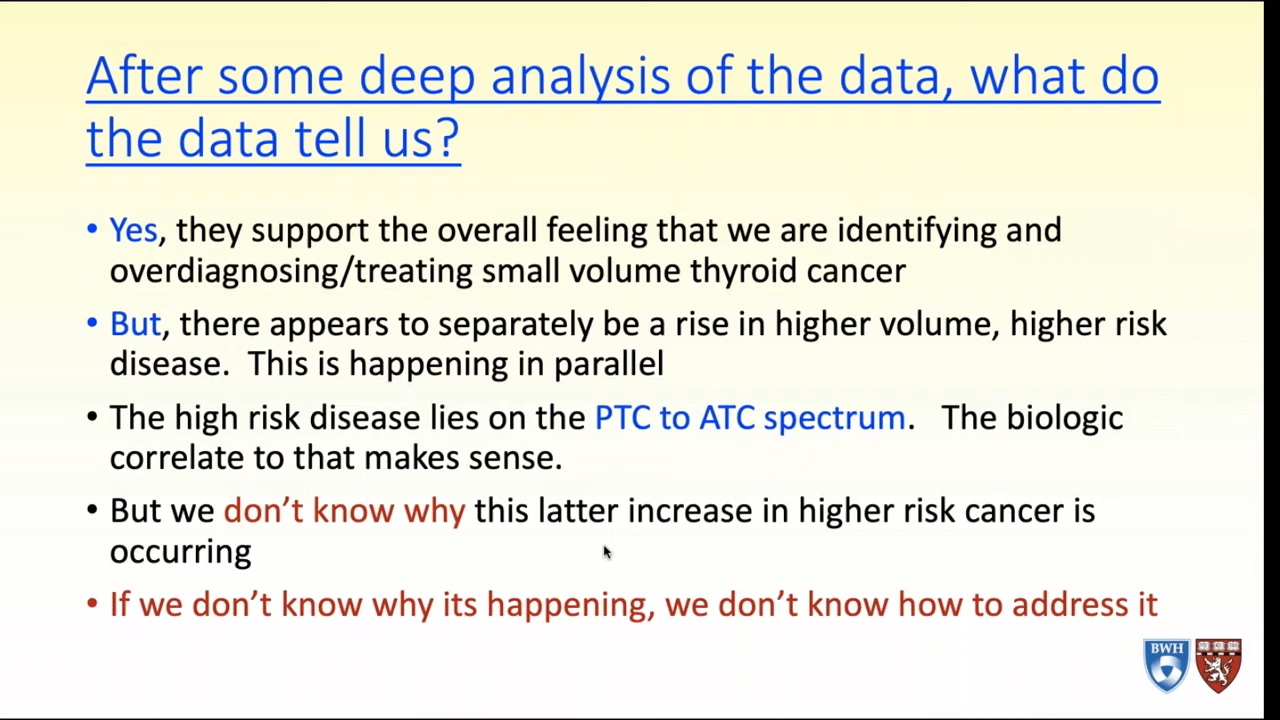 After some deep analysis of the data, what do
the data tell us?
• Yes, they support the overall feeling that we are identifying and
overdiagnosing/treating small volume thyroid cancer
• But, there appears to separately be a rise in higher volume, higher risk
disease.  This is happening in parallel
• The high risk disease lies on the PTC to ATC spectrum.   The biologic
correlate to that makes sense.
• But we don’t know why this latter increase in higher risk cancer is
occurring
• If we don’t know why its happening, we don’t know how to address it
BWH